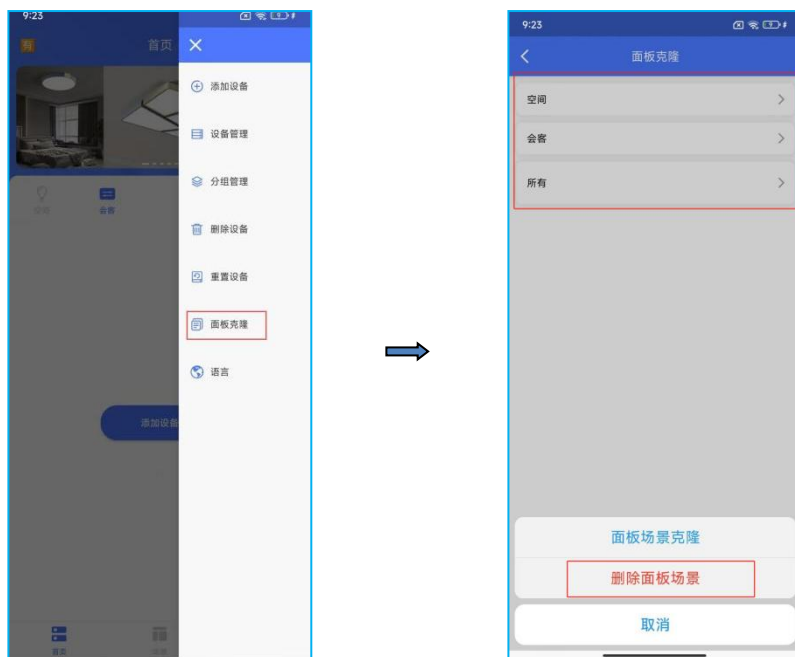 9:23
首页
添加设备
设备管理
分组管理
删除设备
重置设备
面板克隆
语言
会客
添加设备
首页
9:23
面板克隆
空间
会客
所有
面板场景克隆
删除面板场景
取消